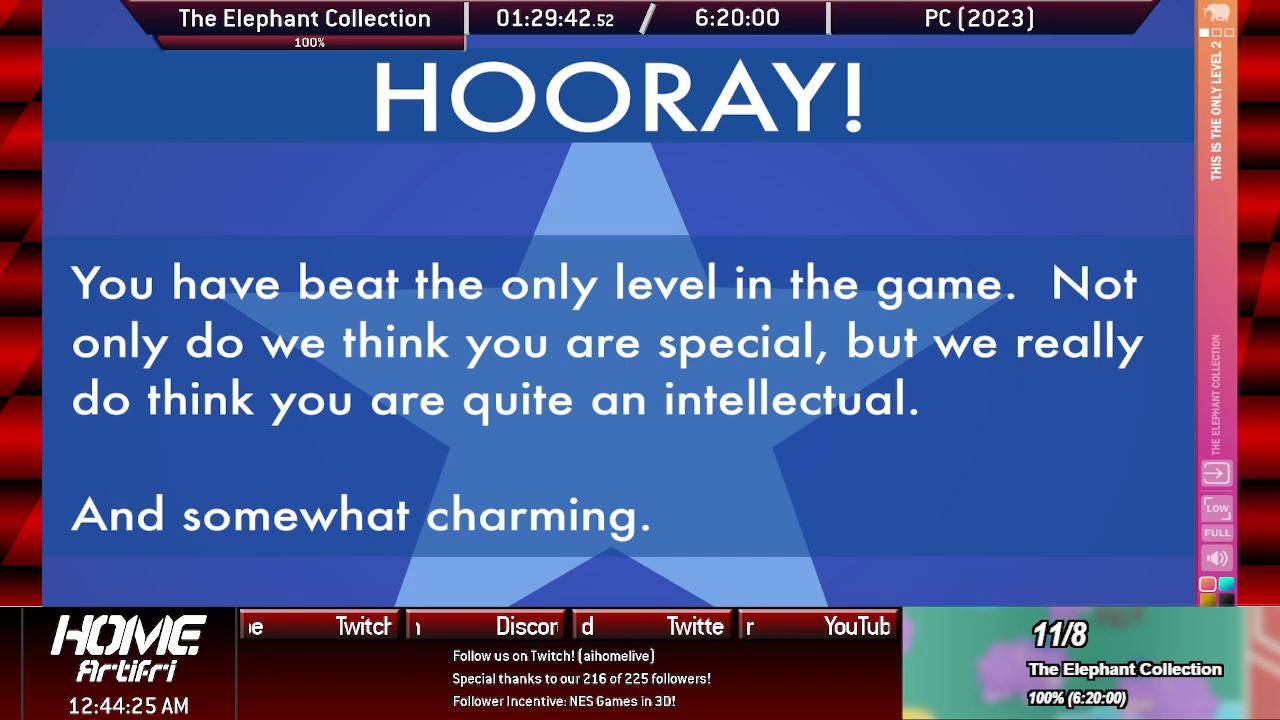 The Elephant Collection
100%
01:29:42.52
6:20:00
PC (2023)
HOORAY!
You have beat the only level in the game. Not
only do we think you are special, but we really
do think you are quite an intellectual.
And somewhat charming.
THIS IS THE ONLY LEVEL 2
THE ELEPHANT COLLECTION
LOW
FULL
HOME
Artifri
12:44:25 AM
Twitch
Discor
d
Twitte
r
YouTub
Follow us on Twitch! (aihomelive)
Special thanks to our 216 of 225 followers!
Follower Incentive: NES Games in 3D!
11/8
The Elephant Collection
100% (6:20:00)